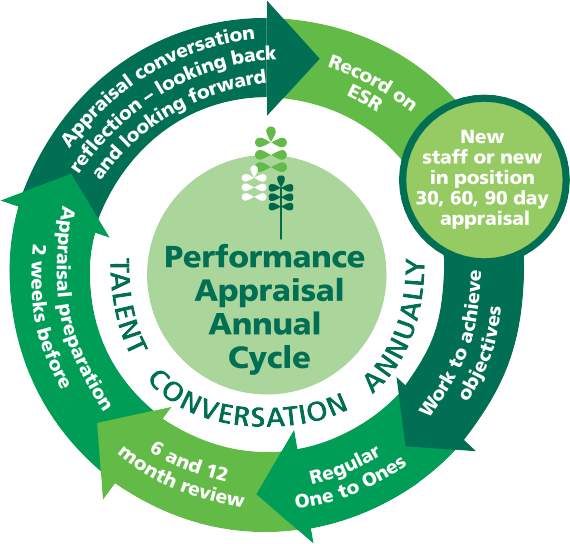 Appraisal conversation
reflection – looking back
and looking forward
Record on
ESR
New
staff or new
in position
30, 60, 90 day
appraisal
Work to achieve
objectives
Regular
One to Ones
6 and 12
month review
Appraisal preparation
2 weeks before
Performance
Appraisal
Annual
Cycle
TALENT CONVERSATION ANNUALLY